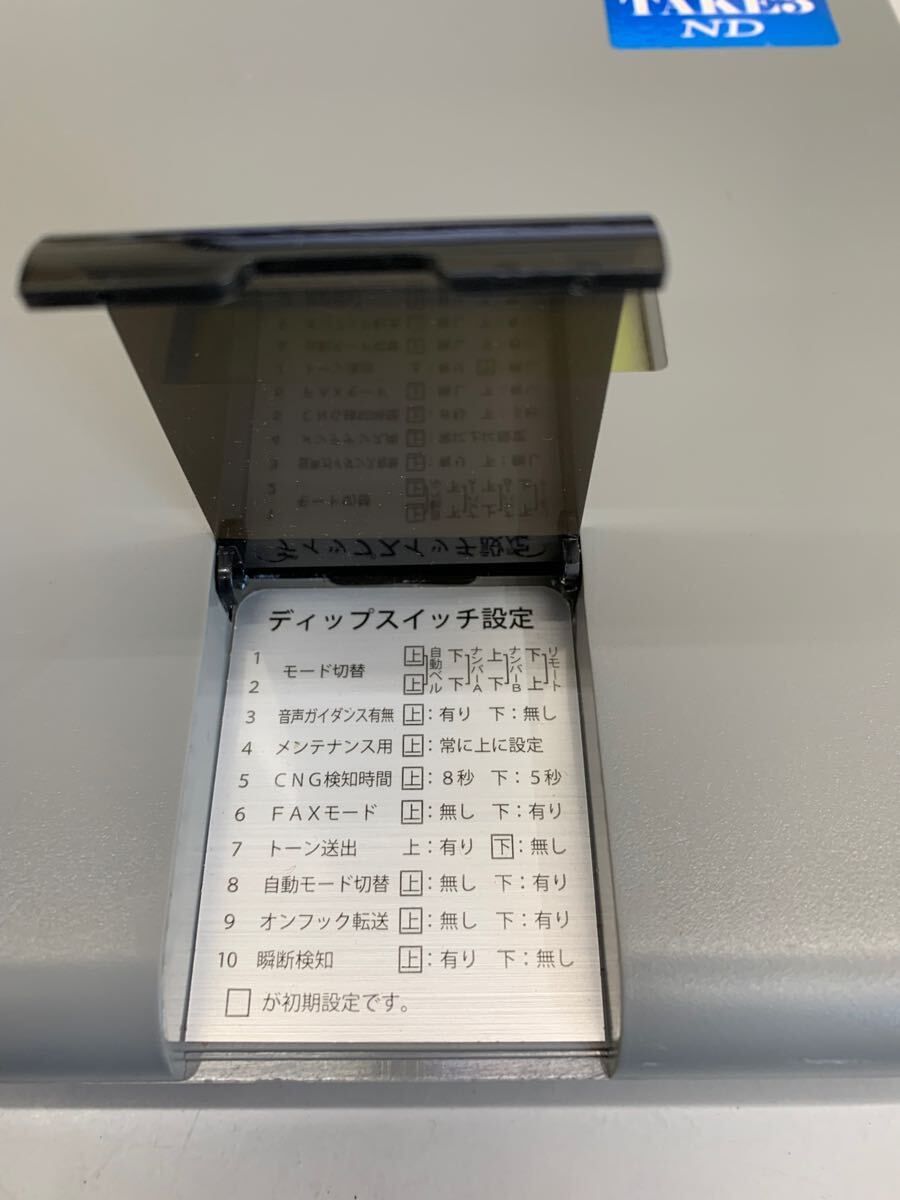 TAKE3
ND
ディップスイッチ設定
1 モード切替 上 自動ベル 下 ナンバーA 上 ナンバーB 下 リモート
2 上 下 下 上
3 音声ガイダンス有無 上：有り 下：無し
4 メンテナンス用 上：常に上に設定
5 CNG検知時間 上：8秒 下：5秒
6 FAXモード 上：無し 下：有り
7 トーン送出 上：有り 下：無し
8 自動モード切替 上：無し 下：有り
9 オンフック転送 上：無し 下：有り
10 瞬断検知 上：有り 下：無し
□ が初期設定です。